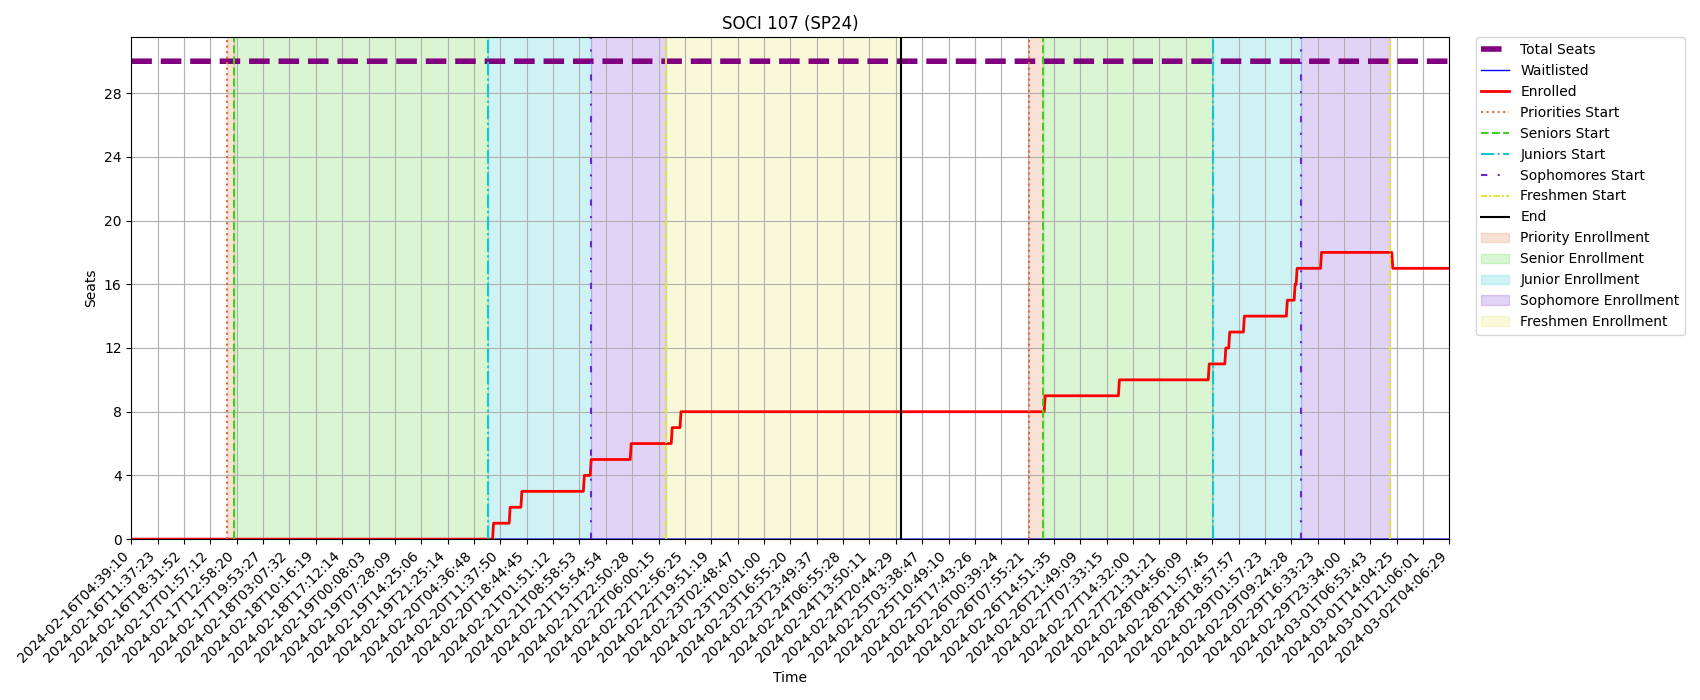 SOCI 107 (SP24)
Total Seats
Waitlisted
Enrolled
Priorities Start
Seniors Start
Juniors Start
Sophomores Start
Freshmen Start
End
Priority Enrollment
Senior Enrollment
Junior Enrollment
Sophomore Enrollment
Freshmen Enrollment
Seats
28
24
20
16
12
8
4
0
2024-02-16T04:39:10
2024-02-16T11:37:23
2024-02-16T18:31:52
2024-02-17T01:57:12
2024-02-17T12:58:20
2024-02-17T19:53:27
2024-02-18T03:07:32
2024-02-18T10:16:19
2024-02-18T17:12:14
2024-02-19T00:08:03
2024-02-19T07:28:09
2024-02-19T14:25:06
2024-02-19T21:25:14
2024-02-20T04:36:48
2024-02-20T11:37:50
2024-02-20T18:44:45
2024-02-21T01:51:12
2024-02-21T08:58:53
2024-02-21T15:54:54
2024-02-21T22:50:28
2024-02-22T06:00:15
2024-02-22T12:56:25
2024-02-22T19:51:19
2024-02-23T02:48:47
2024-02-23T10:01:00
2024-02-23T16:55:20
2024-02-23T23:49:37
2024-02-24T06:55:28
2024-02-24T13:50:11
2024-02-24T20:44:29
2024-02-25T03:38:47
2024-02-25T10:49:10
2024-02-25T17:43:26
2024-02-26T00:39:24
2024-02-26T07:55:21
2024-02-26T14:51:35
2024-02-26T21:49:09
2024-02-27T07:33:15
2024-02-27T14:32:00
2024-02-27T21:31:21
2024-02-28T04:56:09
2024-02-28T11:57:45
2024-02-28T18:57:57
2024-02-29T01:57:23
2024-02-29T09:24:28
2024-02-29T16:33:23
2024-02-29T23:34:00
2024-03-01T06:53:43
2024-03-01T14:04:25
2024-03-01T21:06:01
2024-03-02T04:06:29
Time